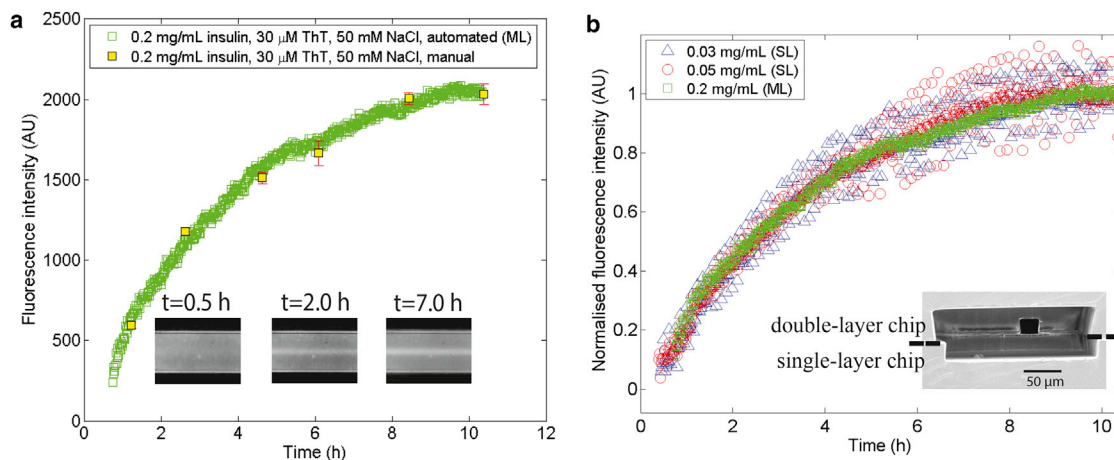 a
2500
2000
1500
1000
500
0
0 2 4 6 8 10 12
Fluorescence intensity (AU)
Time (h)
0.2 mg/mL insulin, 30 μM ThT, 50 mM NaCl, automated (ML)
0.2 mg/mL insulin, 30 μM ThT, 50 mM NaCl, manual
t=0.5 h t=2.0 h t=7.0 h
b
1
0.8
0.6
0.4
0.2
0
0 2 4 6 8 10
Normalised fluorescence intensity (AU)
Time (h)
0.03 mg/mL (SL)
0.05 mg/mL (SL)
0.2 mg/mL (ML)
double-layer chip
single-layer chip
50 μm